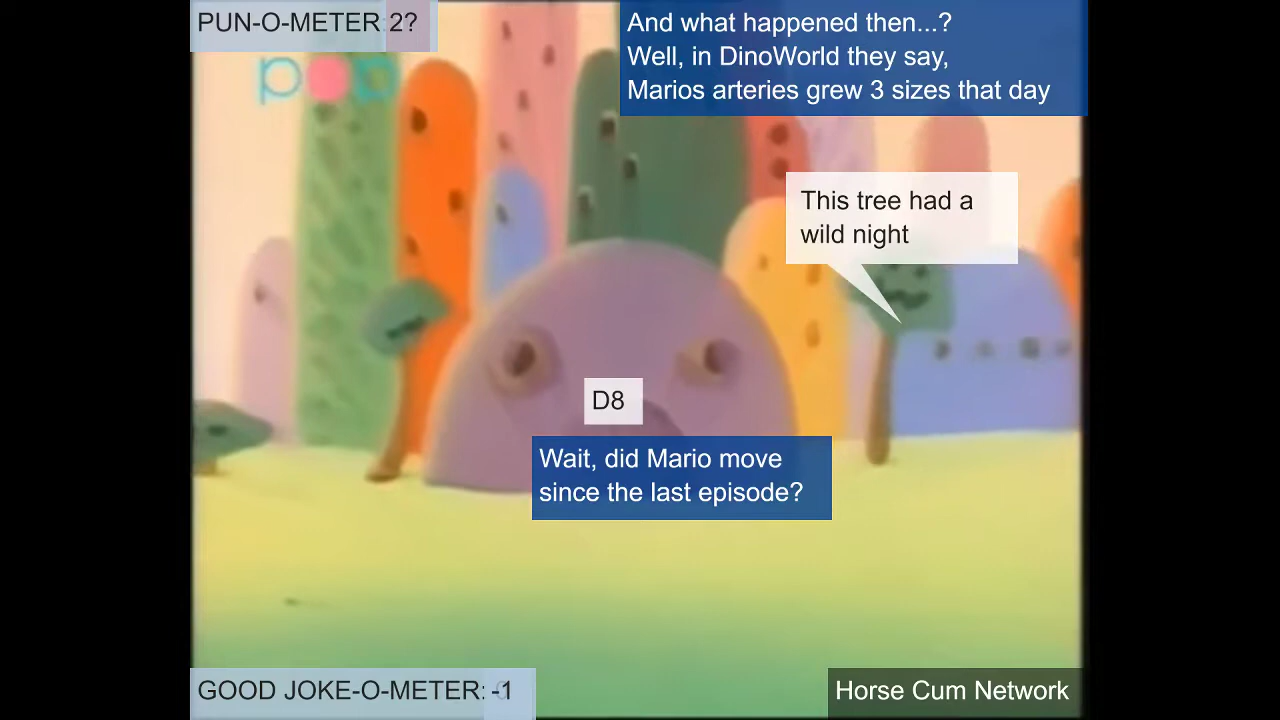 PUN-O-METER 2?
And what happened then...?
Well, in DinoWorld they say,
Marios arteries grew 3 sizes that day
pop
This tree had a
wild night
D8
Wait, did Mario move
since the last episode?
GOOD JOKE-O-METER: -1
Horse Cum Network